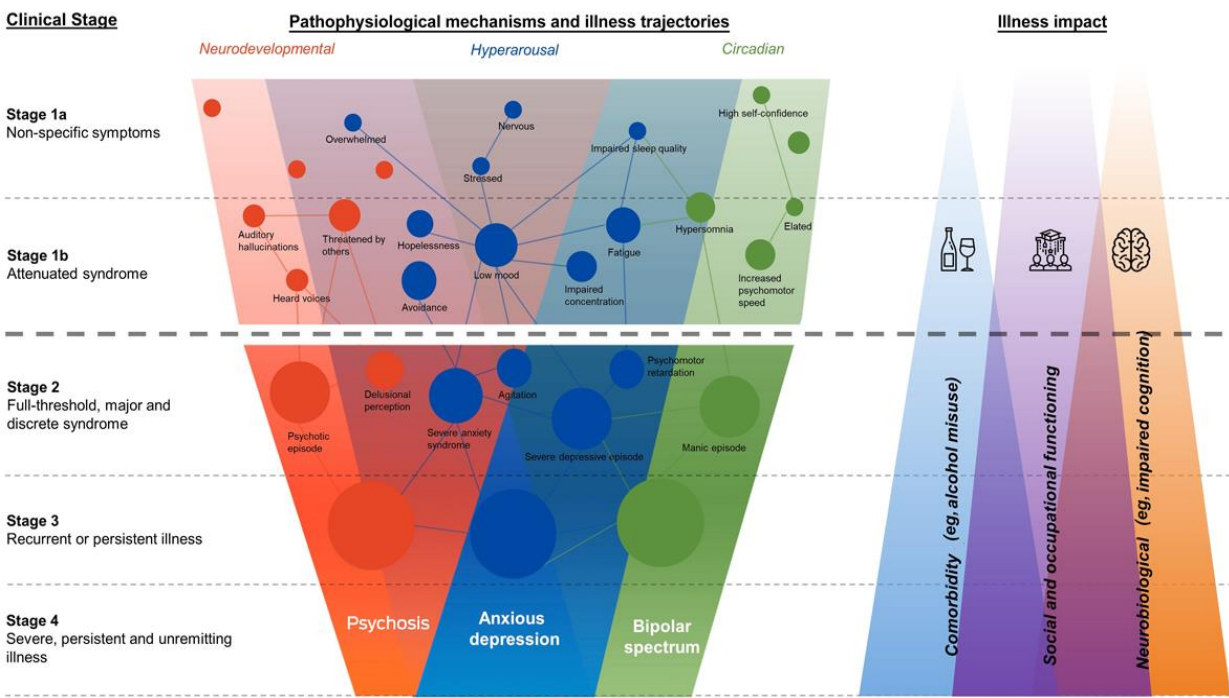 Clinical Stage
Pathophysiological mechanisms and illness trajectories
Illness impact
Neurodevelopmental
Hyperarousal
Circadian
Stage 1a
Non-specific symptoms
Overwhelmed
Nervous
Stressed
Impaired sleep quality
High self-confidence
Stage 1b
Attenuated syndrome
Auditory
hallucinations
Threatened by
others
Heard voices
Hopelessness
Avoidance
Low mood
Impaired
concentration
Fatigue
Hypersomnia
Elated
Increased
psychomotor
speed
Stage 2
Full-threshold, major and
discrete syndrome
Psychotic
episode
Delusional
perception
Severe anxiety
syndrome
Agitation
Severe depressive episode
Psychomotor
retardation
Manic episode
Stage 3
Recurrent or persistent illness
Stage 4
Severe, persistent and unremitting
illness
Psychosis
Anxious
depression
Bipolar
spectrum
Comorbidity (eg, alcohol misuse)
Social and occupational functioning
Neurobiological (eg, impaired cognition)